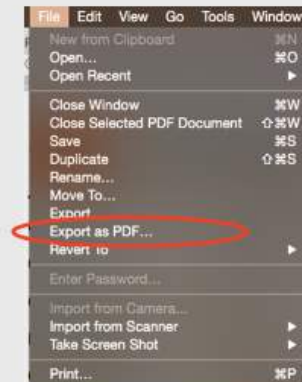 File Edit View Go Tools Window
New from Clipboard ⌘N
Open... ⌘O
Open Recent ▶
Close Window ⌘W
Close Selected PDF Document ⇧⌘W
Save ⌘S
Duplicate ⇧⌘S
Rename...
Move To...
Export...
Export as PDF...
Revert To ▶
Enter Password...
Import from Camera...
Import from Scanner ▶
Take Screen Shot ▶
Print... ⌘P